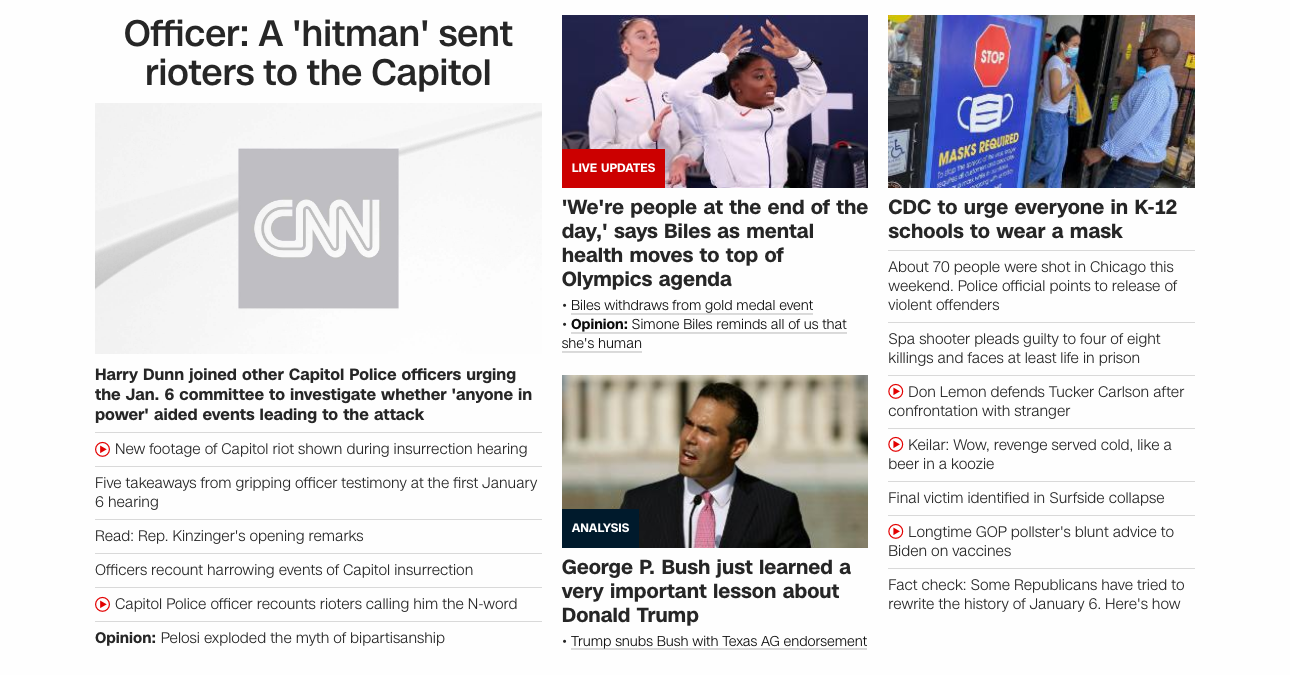 Officer: A 'hitman' sent
rioters to the Capitol
CNN
Harry Dunn joined other Capitol Police officers urging
the Jan. 6 committee to investigate whether 'anyone in
power' aided events leading to the attack
New footage of Capitol riot shown during insurrection hearing
Five takeaways from gripping officer testimony at the first January
6 hearing
Read: Rep. Kinzinger's opening remarks
Officers recount harrowing events of Capitol insurrection
Capitol Police officer recounts rioters calling him the N-word
Opinion: Pelosi exploded the myth of bipartisanship
LIVE UPDATES
'We're people at the end of the
day,' says Biles as mental
health moves to top of
Olympics agenda
• Biles withdraws from gold medal event
• Opinion: Simone Biles reminds all of us that
she's human
ANALYSIS
George P. Bush just learned a
very important lesson about
Donald Trump
• Trump snubs Bush with Texas AG endorsement
STOP
MASKS REQUIRED
CDC to urge everyone in K-12
schools to wear a mask
About 70 people were shot in Chicago this
weekend. Police official points to release of
violent offenders
Spa shooter pleads guilty to four of eight
killings and faces at least life in prison
Don Lemon defends Tucker Carlson after
confrontation with stranger
Keilar: Wow, revenge served cold, like a
beer in a koozie
Final victim identified in Surfside collapse
Longtime GOP pollster's blunt advice to
Biden on vaccines
Fact check: Some Republicans have tried to
rewrite the history of January 6. Here's how